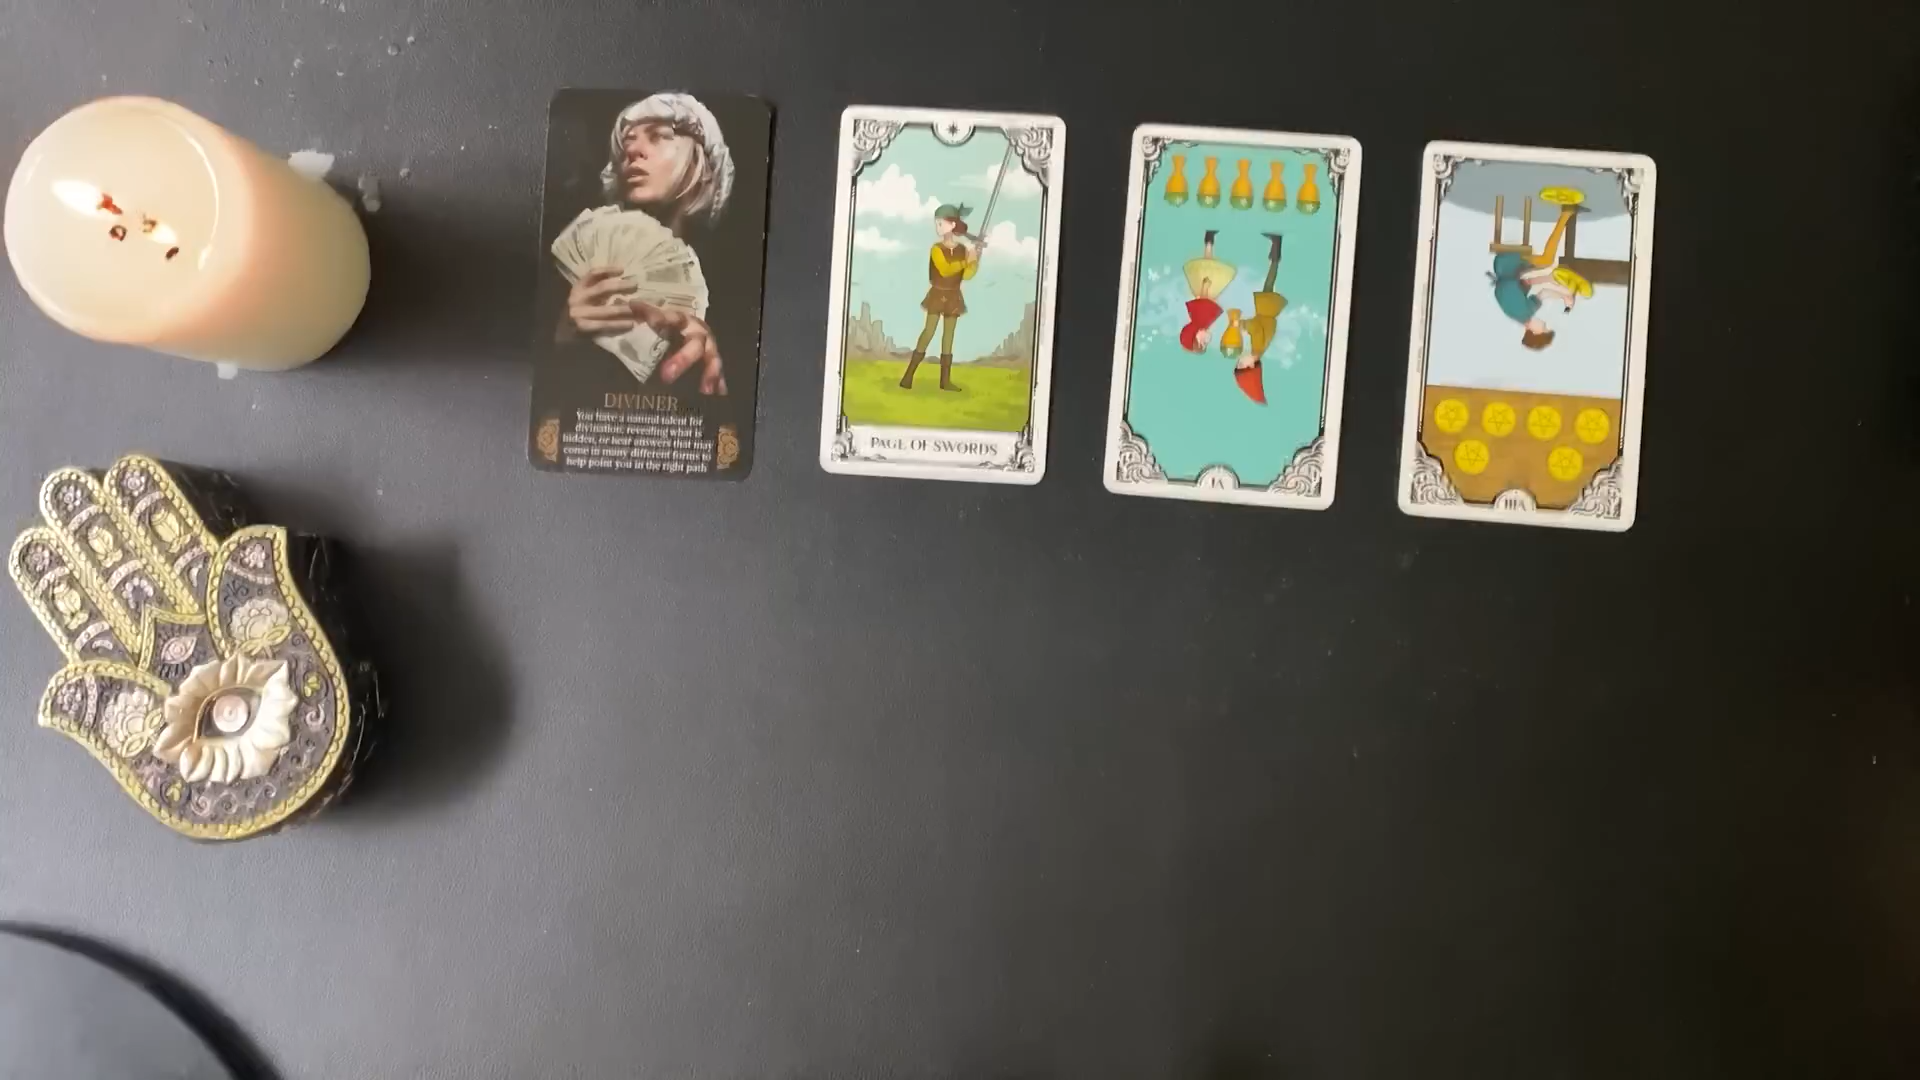 DIVINER
You have a natural talent for
divination, revealing what is
hidden, or hear answers that may
come in many different forms to
help point you in the right path
PAGE OF SWORDS
VI
VIII